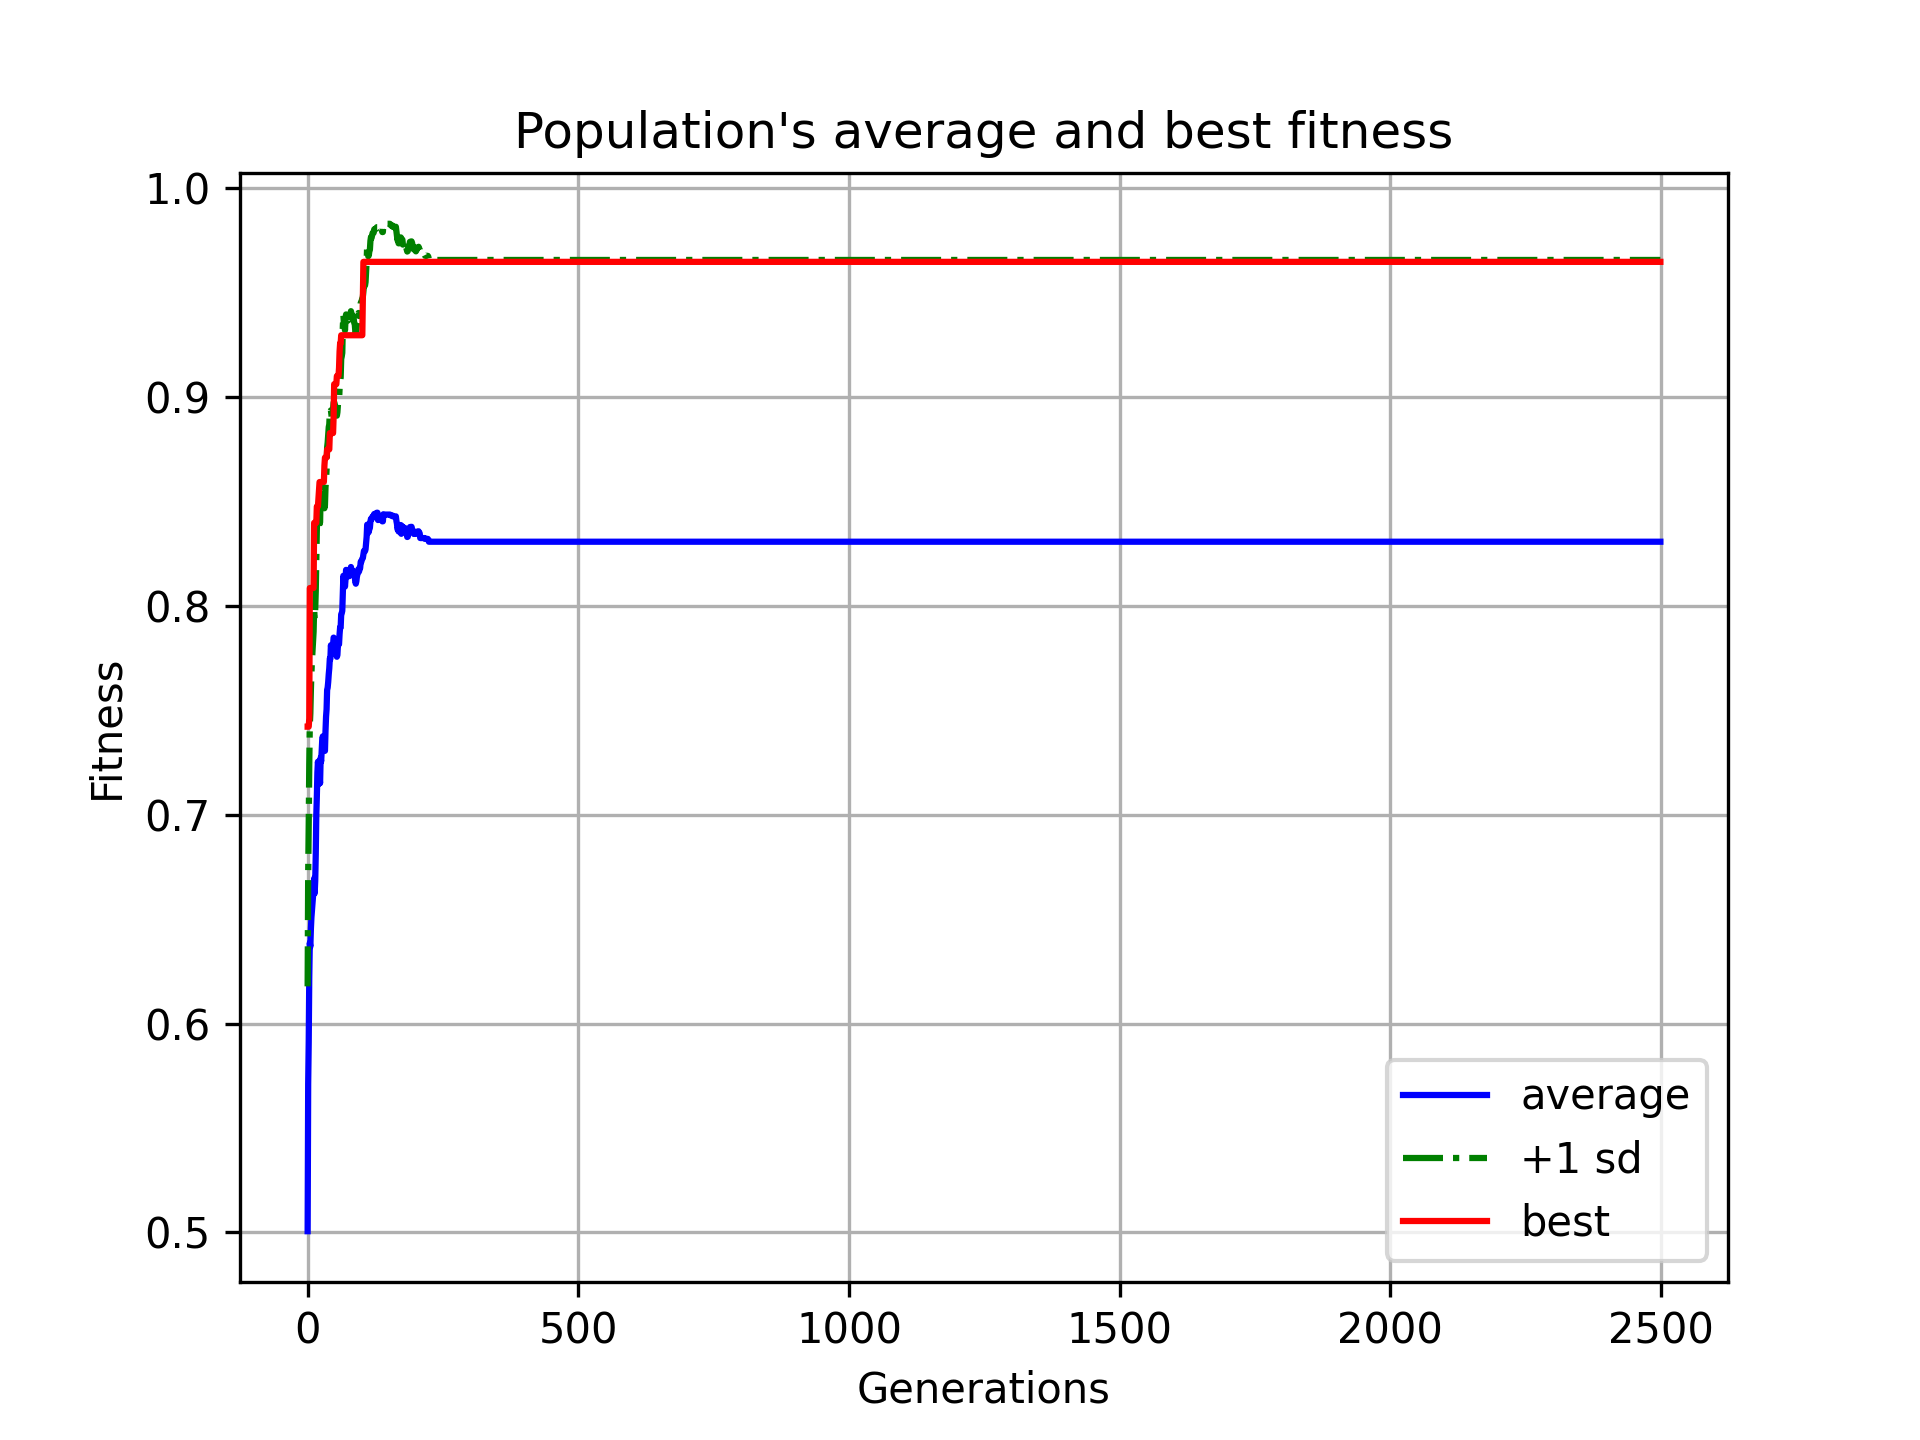 Population's average and best fitness
1.0
0.9
0.8
0.7
0.6
0.5
Fitness
0 500 1000 1500 2000 2500
Generations
average
+1 sd
best